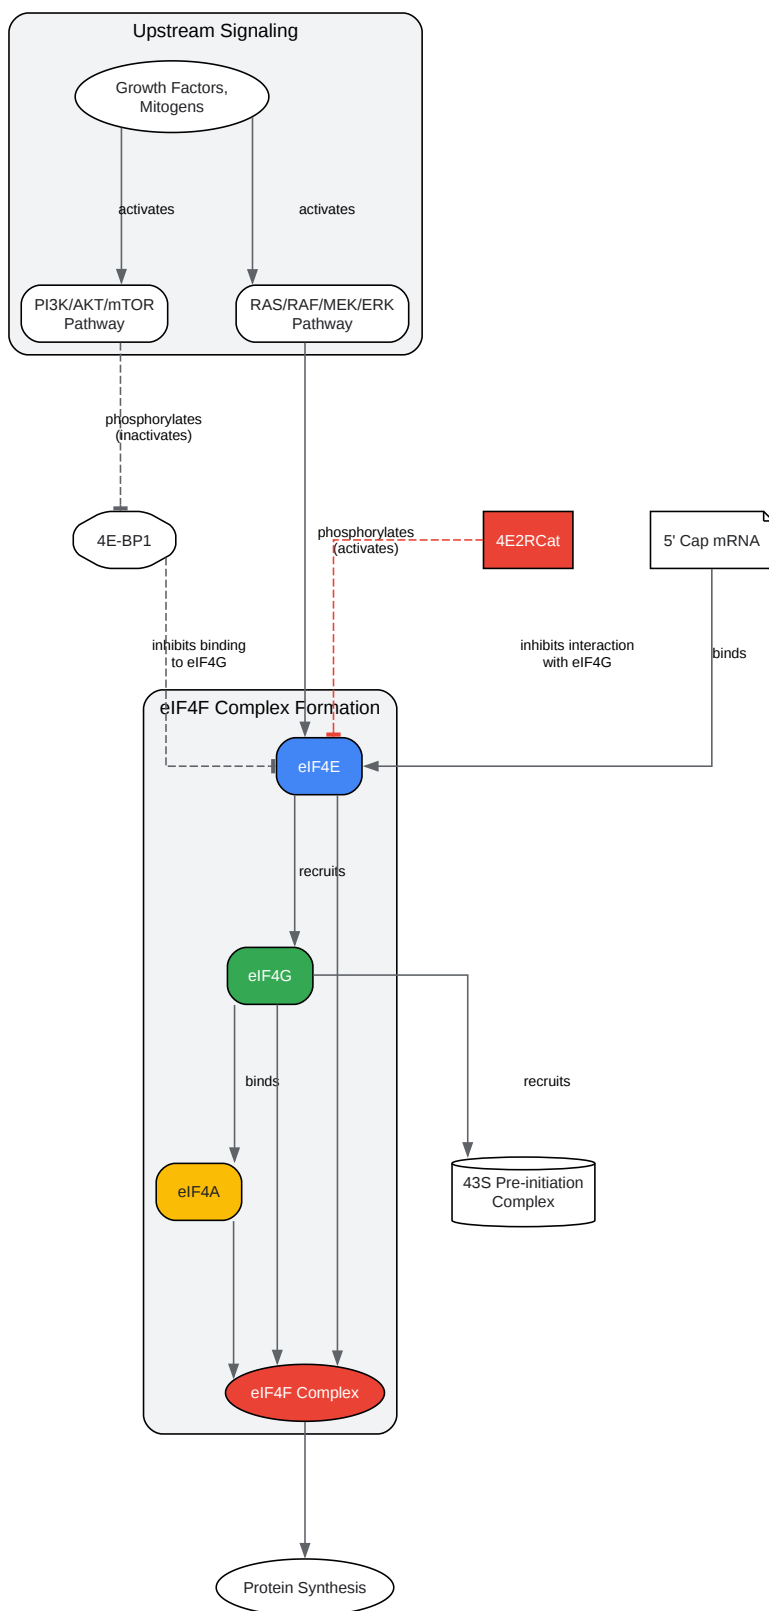 Upstream Signaling
Growth Factors,
Mitogens
activates
activates
PI3K/AKT/mTOR
Pathway
RAS/RAF/MEK/ERK
Pathway
phosphorylates
(inactivates)
4E-BP1
phosphorylates
(activates)
4E2RCat
5' Cap mRNA
inhibits binding
to eIF4G
inhibits interaction
with eIF4G
binds
eIF4F Complex Formation
eIF4E
recruits
eIF4G
binds
recruits
eIF4A
43S Pre-initiation
Complex
eIF4F Complex
Protein Synthesis